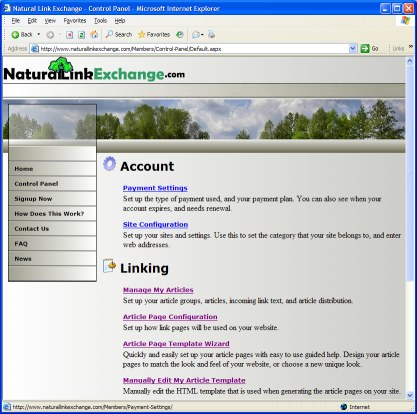 Natural Link Exchange - Control Panel - Microsoft Internet Explorer
File Edit View Favorites Tools Help
Back Search Favorites
Address http://www.naturallinkexchange.com/Members/Control-Panel/Default.aspx Go Links »
NaturalLinkExchange.com
Home
Control Panel
Signup Now
How Does This Work?
Contact Us
FAQ
News
Account
Payment Settings
Set up the type of payment used, and your payment plan. You can also see when your
account expires, and needs renewal.
Site Configuration
Set up your sites and settings. Use this to set the category that your site belongs to, and enter
web addresses.
Linking
Manage My Articles
Set up your article groups, articles, incoming link text, and article distribution.
Article Page Configuration
Set up how link pages will be used on your website.
Article Page Template Wizard
Quickly and easily set up your article pages with easy to use guided help. Design your article
pages to match the look and feel of your website, or choose a new unique look.
Manually Edit My Article Template
Manually edit the HTML template that is used when generating the article pages on your site.
http://www.naturallinkexchange.com/Members/Payment-Settings/ Internet